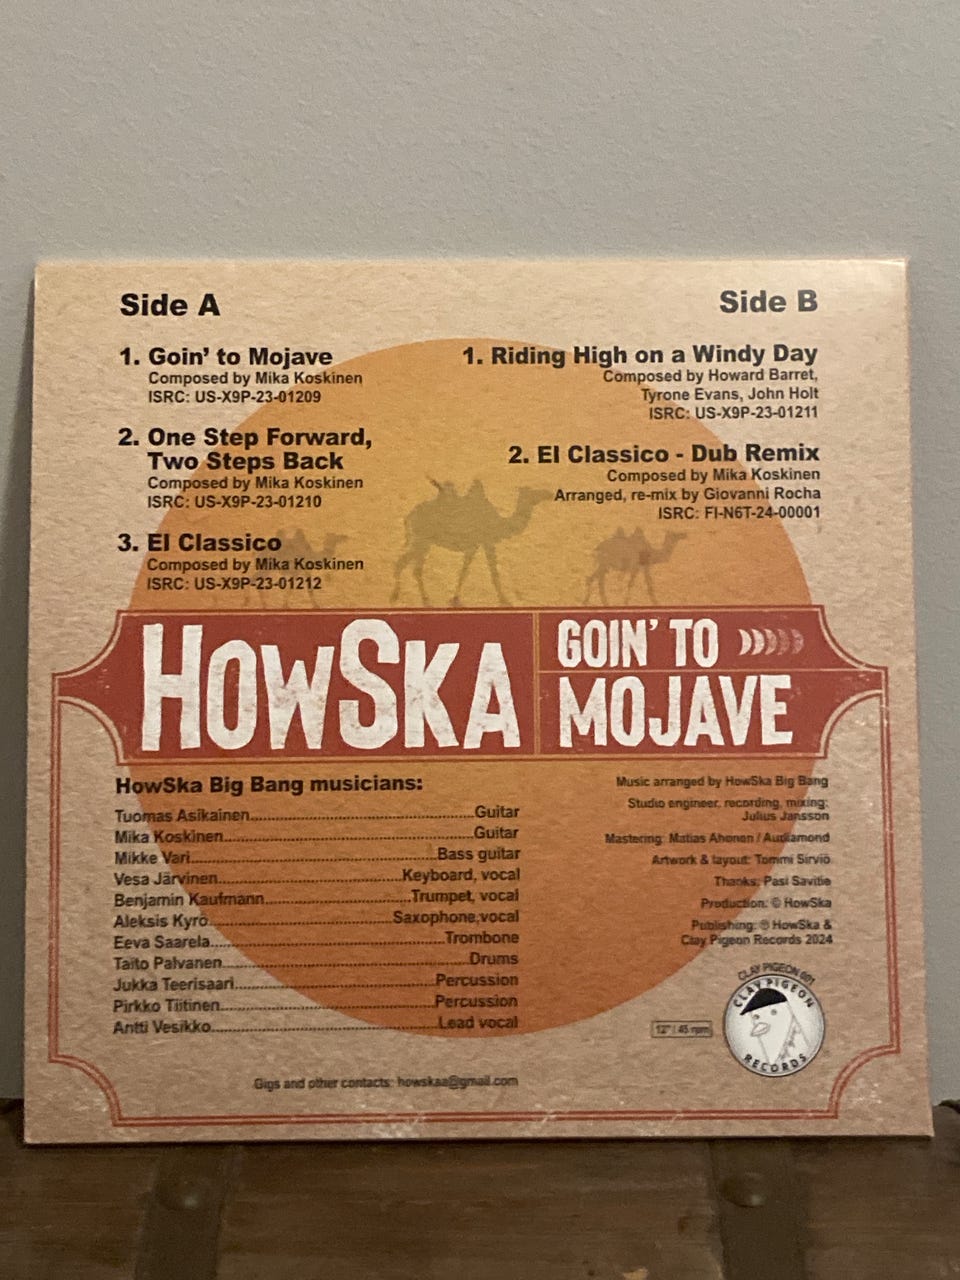 Side A
1. Goin' to Mojave
Composed by Mika Koskinen
ISRC: US-X9P-23-01209
2. One Step Forward,
Two Steps Back
Composed by Mika Koskinen
ISRC: US-X9P-23-01210
3. El Classico
Composed by Mika Koskinen
ISRC: US-X9P-23-01212
Side B
1. Riding High on a Windy Day
Composed by Howard Barret,
Tyrone Evans, John Holt
ISRC: US-X9P-23-01211
2. El Classico - Dub Remix
Composed by Mika Koskinen
Arranged, re-mix by Giovanni Rocha
ISRC: FI-N6T-24-00001
HowSka
GOIN' TO
MOJAVE
HowSka Big Bang musicians:
Tuomas Asikainen Guitar
Mika Koskinen Guitar
Mikke Vari Bass guitar
Vesa Järvinen Keyboard, vocal
Benjamin Kaufmann Trumpet, vocal
Aleksis Kyrö Saxophone,vocal
Eeva Saarela Trombone
Taito Palvanen Drums
Jukka Teerisaari Percussion
Pirkko Tiitinen Percussion
Antti Vesikko Lead vocal
Gigs and other contacts: howskaa@gmail.com
Music arranged by HowSka Big Bang
Studio engineer, recording, mixing:
Julius Jansson
Mastering: Matias Ahonen / Audiamond
Artwork & layout: Tommi Sirviö
Thanks: Pasi Savitie
Production: © HowSka
Publishing: ℗ HowSka &
Clay Pigeon Records 2024
12" | 45 rpm
CLAY PIGEON 001
CLAY PIGEON
RECORDS